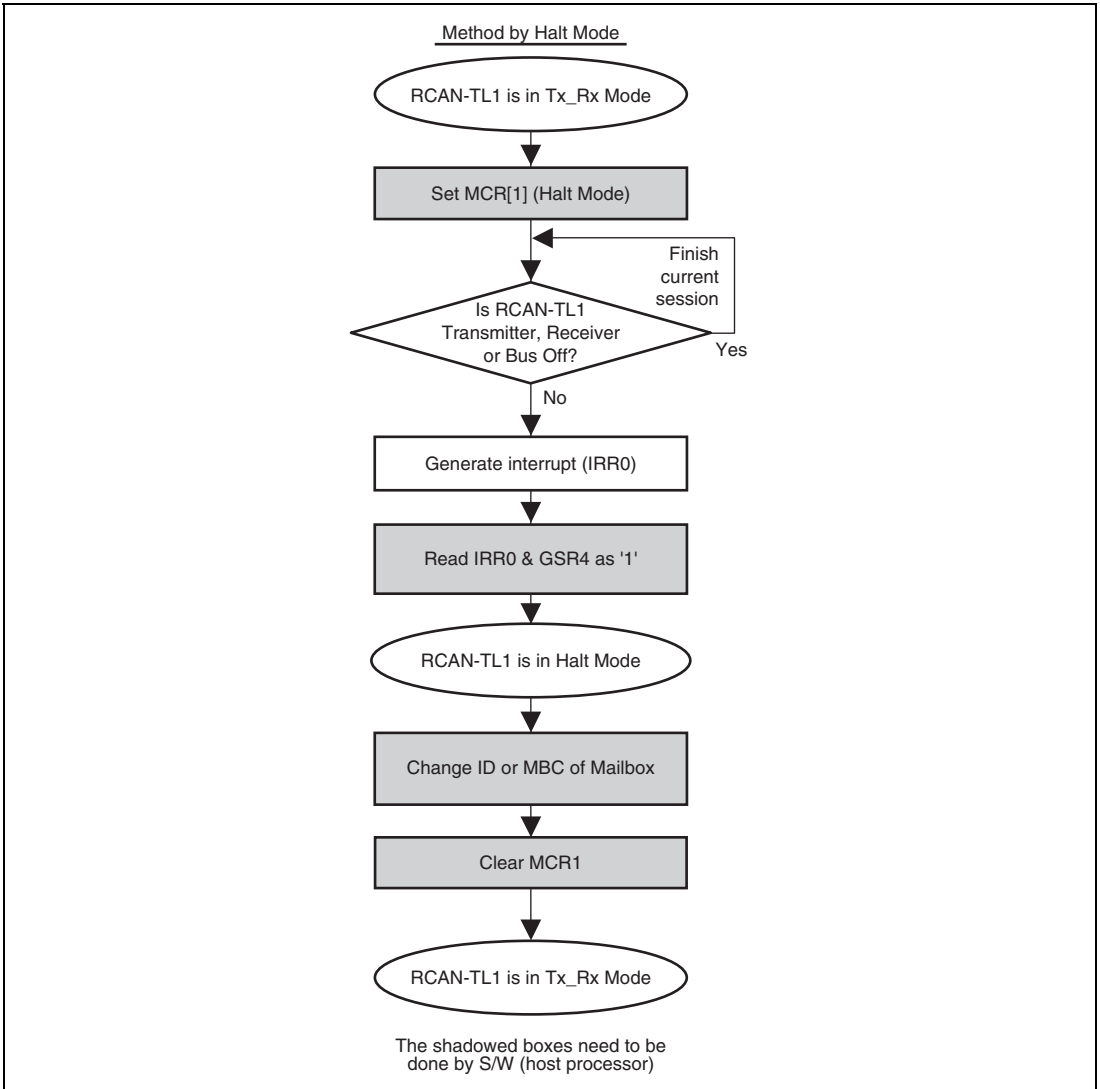 Method by Halt Mode
RCAN-TL1 is in Tx_Rx Mode
Set MCR[1] (Halt Mode)
Finish
current
session
Is RCAN-TL1
Transmitter, Receiver
or Bus Off?
Yes
No
Generate interrupt (IRR0)
Read IRR0 & GSR4 as '1'
RCAN-TL1 is in Halt Mode
Change ID or MBC of Mailbox
Clear MCR1
RCAN-TL1 is in Tx_Rx Mode
The shadowed boxes need to be
done by S/W (host processor)